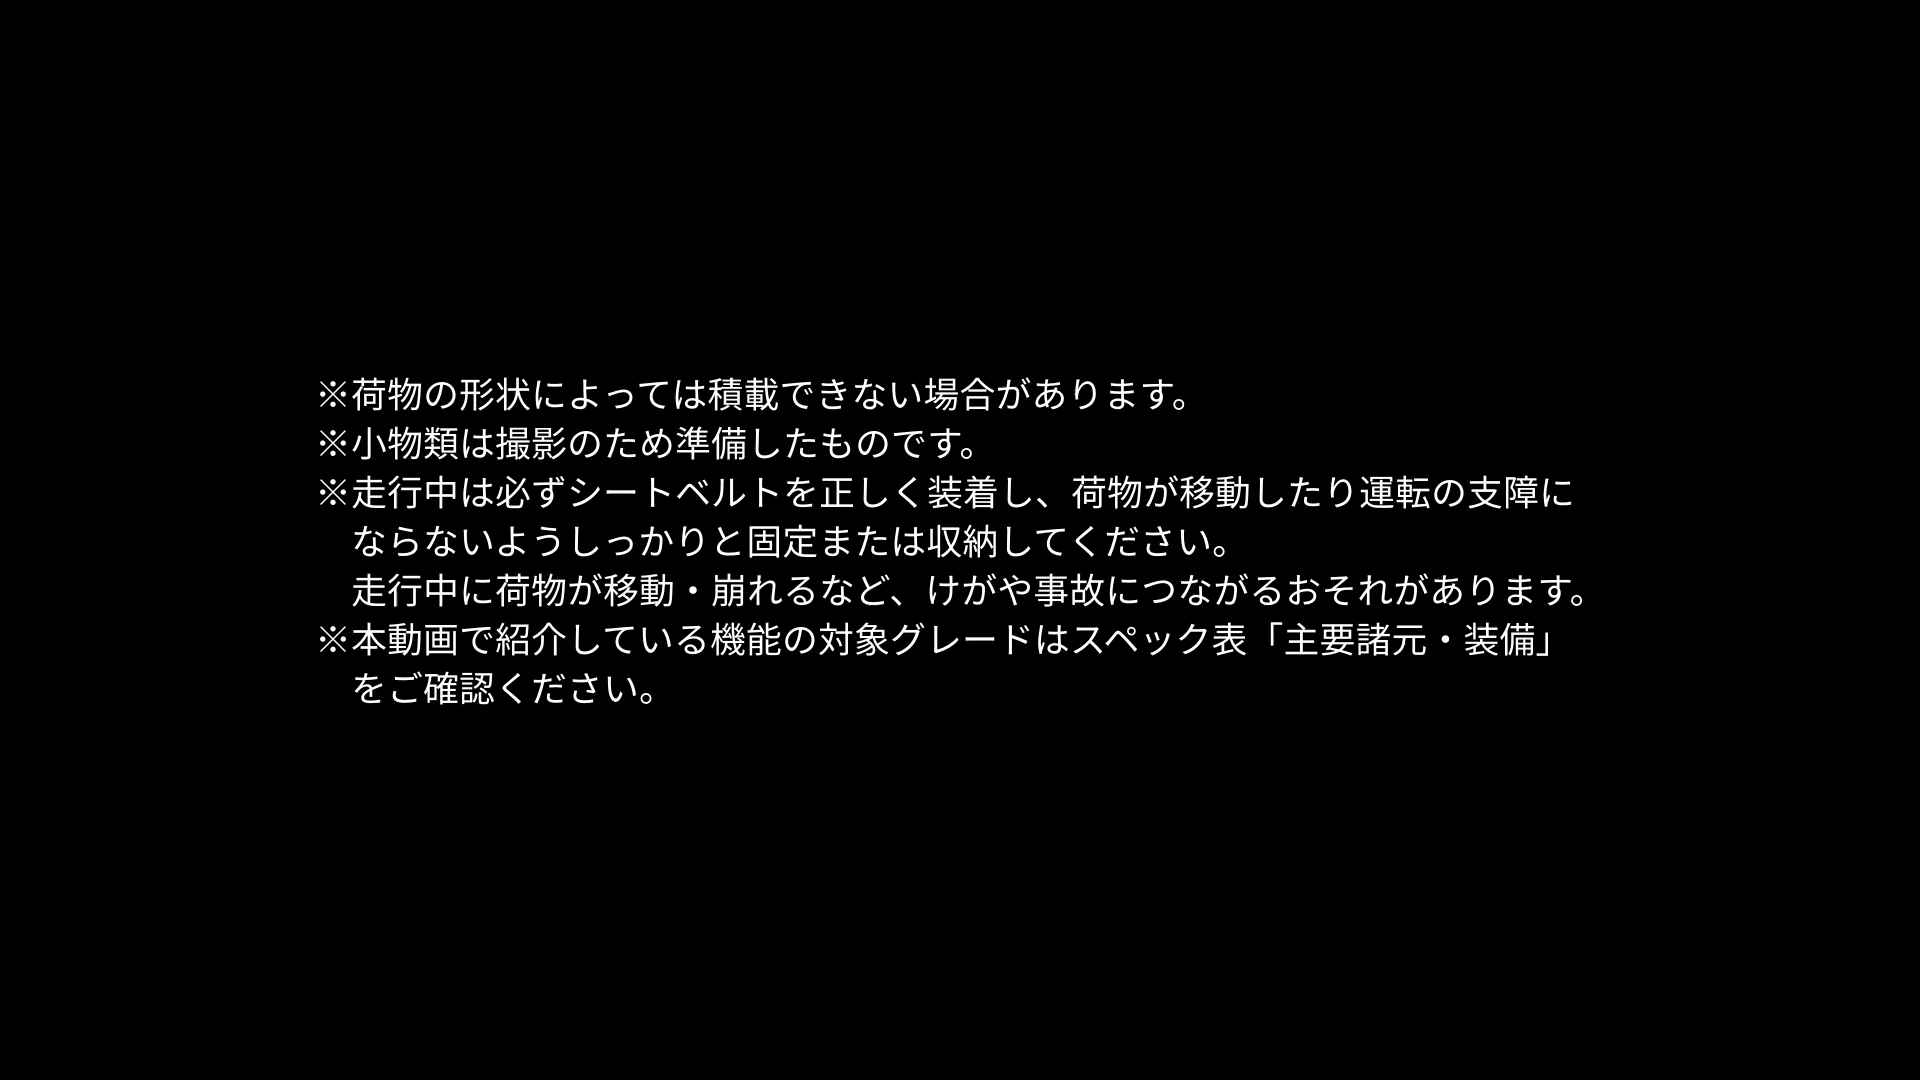 ※荷物の形状によっては積載できない場合があります。
※小物類は撮影のため準備したものです。
※走行中は必ずシートベルトを正しく装着し、荷物が移動したり運転の支障に
ならないようしっかりと固定または収納してください。
走行中に荷物が移動・崩れるなど、けがや事故につながるおそれがあります。
※本動画で紹介している機能の対象グレードはスペック表「主要諸元・装備」
をご確認ください。